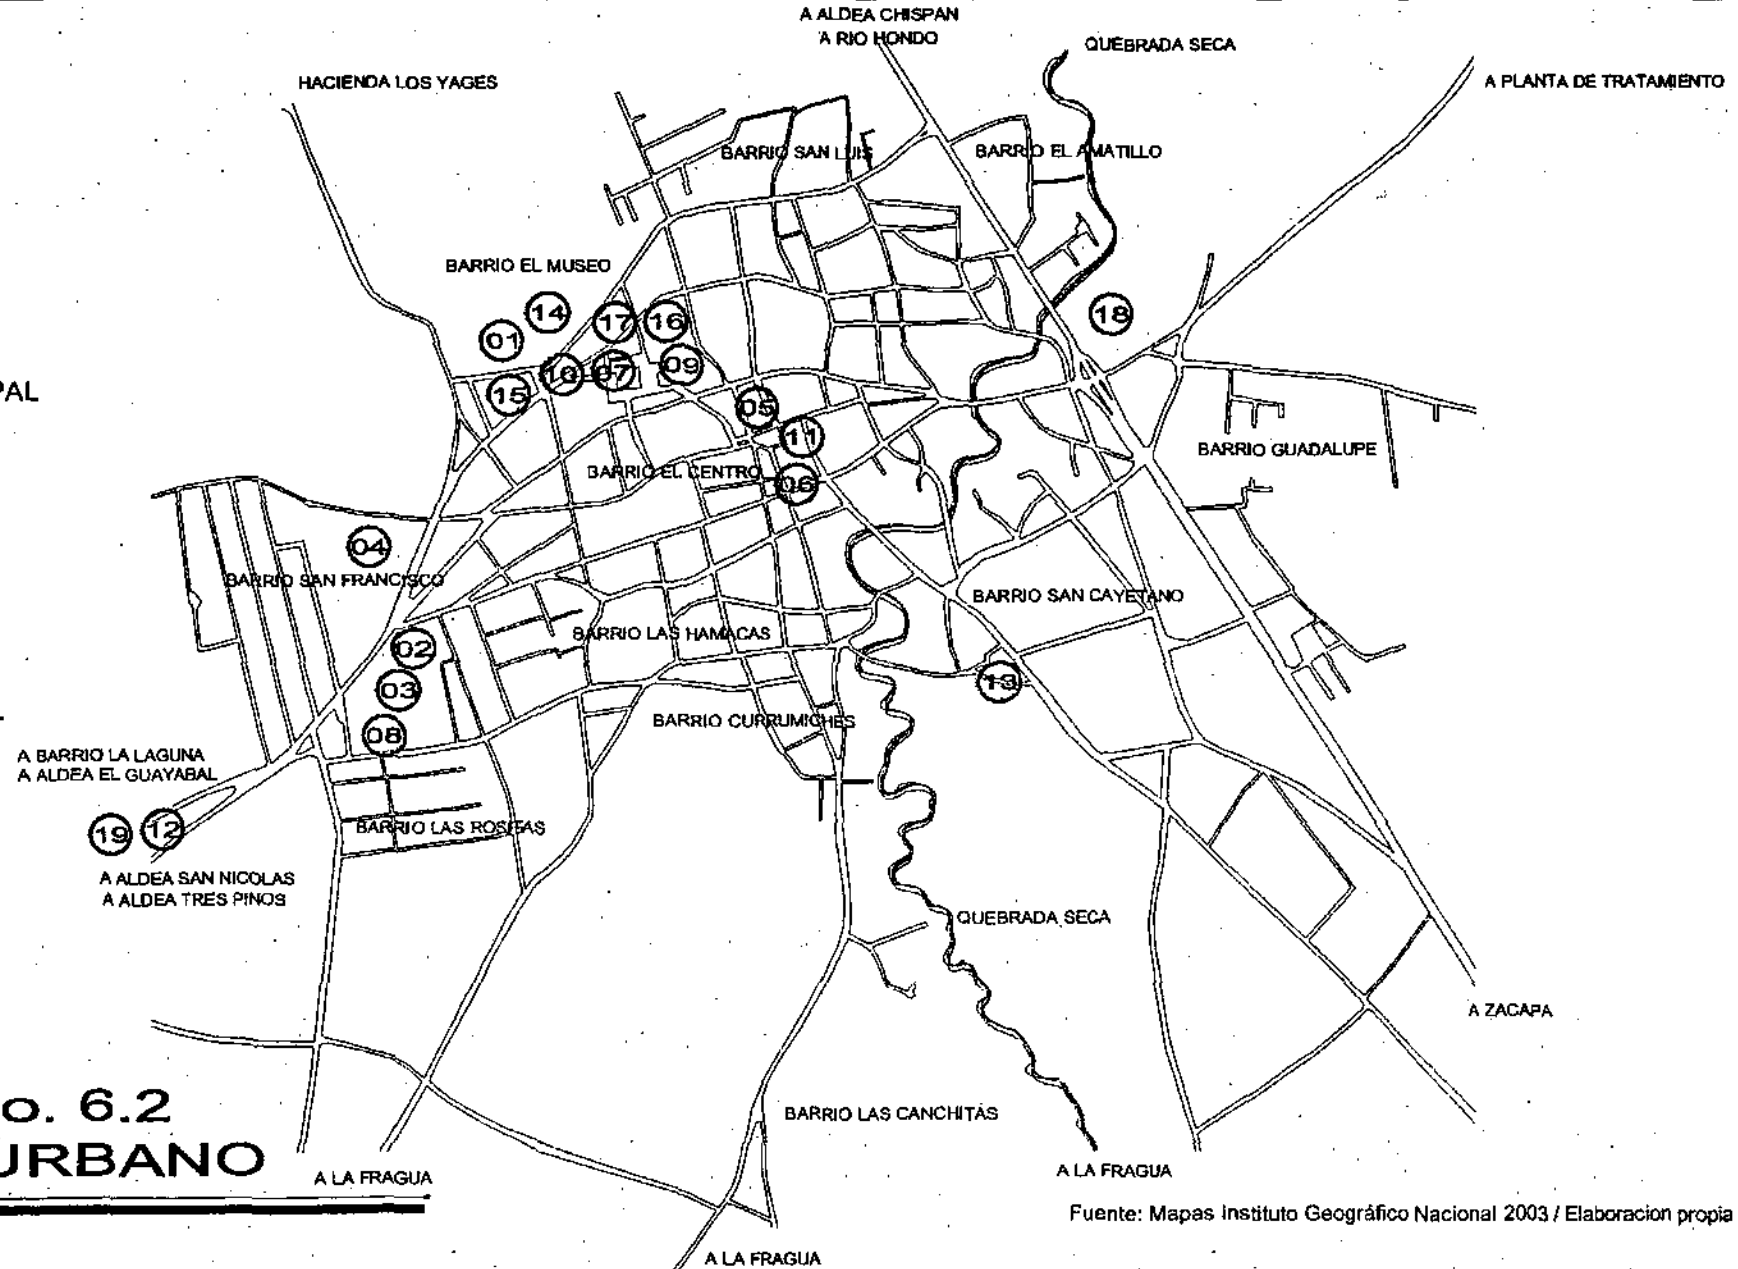 A ALDEA CHISPAN
A RIO HONDO
QUEBRADA SECA
HACIENDA LOS YAGES
A PLANTA DE TRATAMIENTO
BARRIO SAN LUIS
BARRIO EL AMATILLO
BARRIO EL MUSEO
14
17
16
18
01
10
07
09
15
PAL
05
11
BARRIO GUADALUPE
BARRIO EL CENTRO
06
04
BARRIO SAN FRANCISCO
BARRIO SAN CAYETANO
BARRIO LAS HAMACAS
02
03
13
BARRIO CURRUMICHES
08
A BARRIO LA LAGUNA
A ALDEA EL GUAYABAL
19
12
BARRIO LAS ROSITAS
A ALDEA SAN NICOLAS
A ALDEA TRES PINOS
QUEBRADA SECA
A ZACAPA
o. 6.2
URBANO
BARRIO LAS CANCHITAS
A LA FRAGUA
A LA FRAGUA
Fuente: Mapas Instituto Geográfico Nacional 2003 / Elaboracion propia
A LA FRAGUA